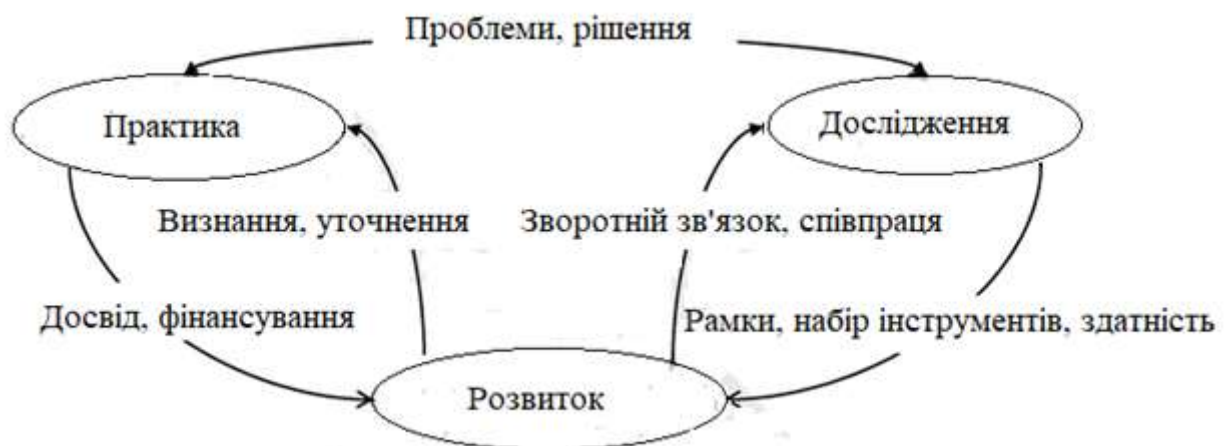 Проблеми, рішення
Практика
Дослідження
Визнання, уточнення
Зворотній зв'язок, співпраця
Досвід, фінансування
Рамки, набір інструментів, здатність
Розвиток